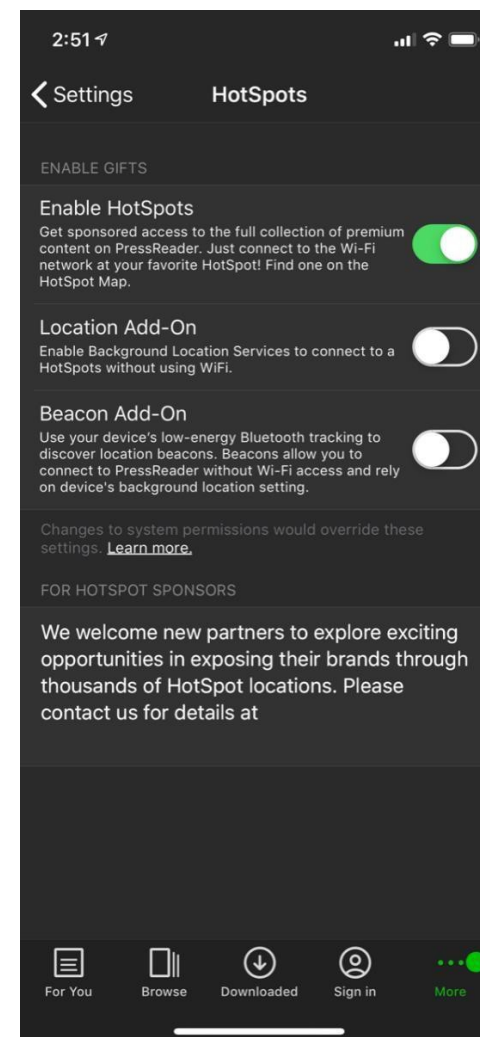 2:51
Settings
HotSpots
ENABLE GIFTS
Enable HotSpots
Get sponsored access to the full collection of premium
content on PressReader. Just connect to the Wi-Fi
network at your favorite HotSpot! Find one on the
HotSpot Map.
Location Add-On
Enable Background Location Services to connect to a
HotSpots without using WiFi.
Beacon Add-On
Use your device's low-energy Bluetooth tracking to
discover location beacons. Beacons allow you to
connect to PressReader without Wi-Fi access and rely
on device's background location setting.
Changes to system permissions would override these
settings. Learn more.
FOR HOTSPOT SPONSORS
We welcome new partners to explore exciting
opportunities in exposing their brands through
thousands of HotSpot locations. Please
contact us for details at
For You
Browse
Downloaded
Sign in
More